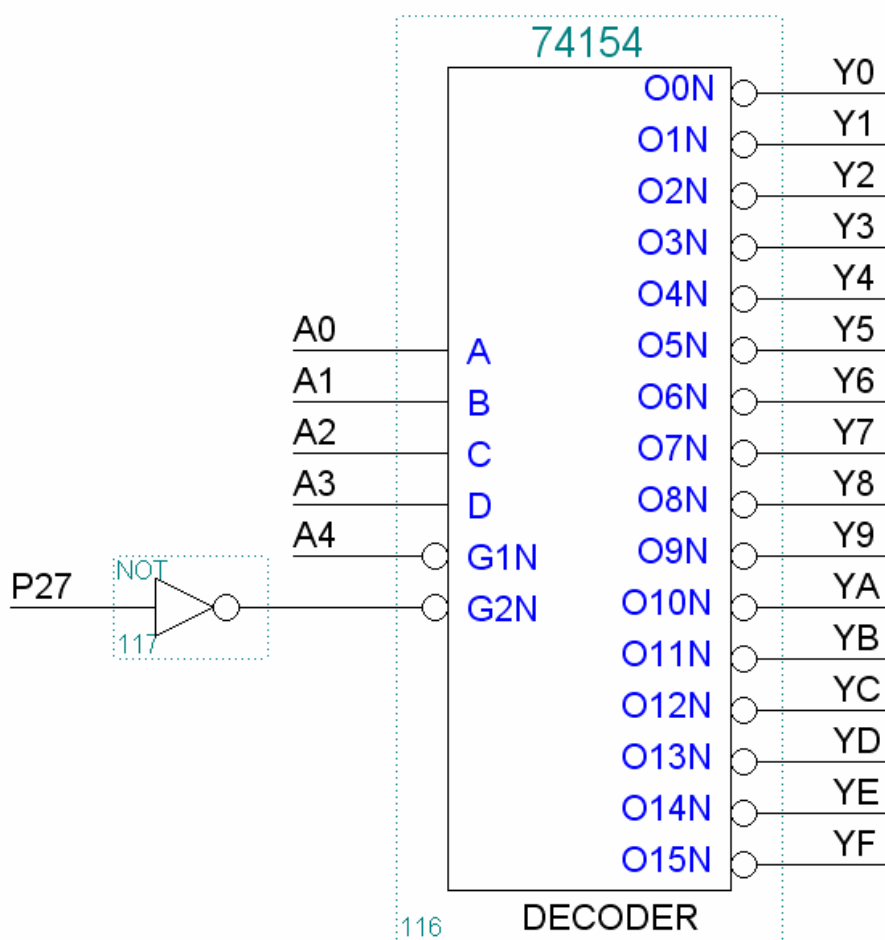 74154
O0N Y0
O1N Y1
O2N Y2
O3N Y3
O4N Y4
A0 A O5N Y5
A1 B O6N Y6
A2 C O7N Y7
A3 D O8N Y8
A4 G1N O9N Y9
P27 NOT 117 G2N O10N YA
O11N YB
O12N YC
O13N YD
O14N YE
O15N YF
116 DECODER